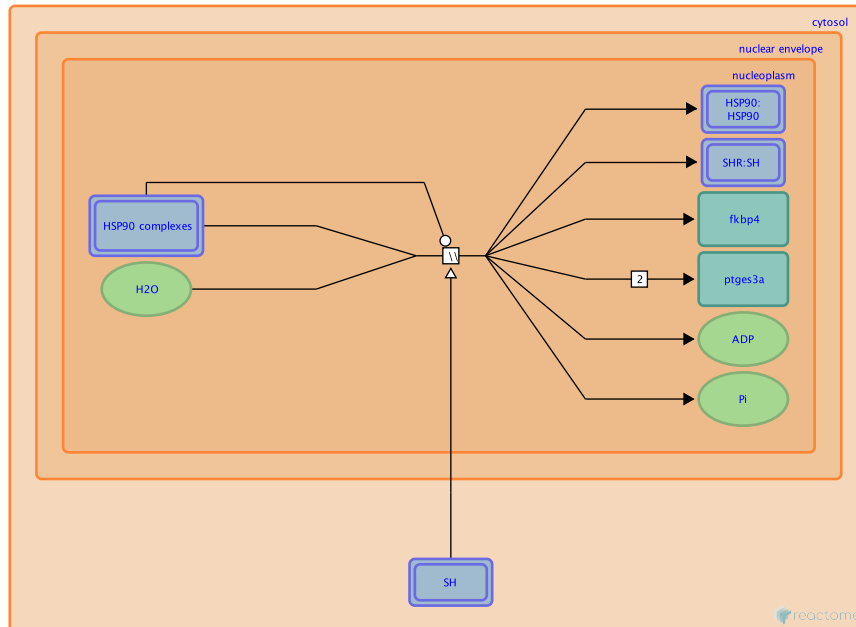 cytosol
nuclear envelope
nucleoplasm
HSP90:
HSP90
SHR:SH
HSP90 complexes
fkbp4
\\
H2O
2
ptges3a
ADP
Pi
SH
reactome